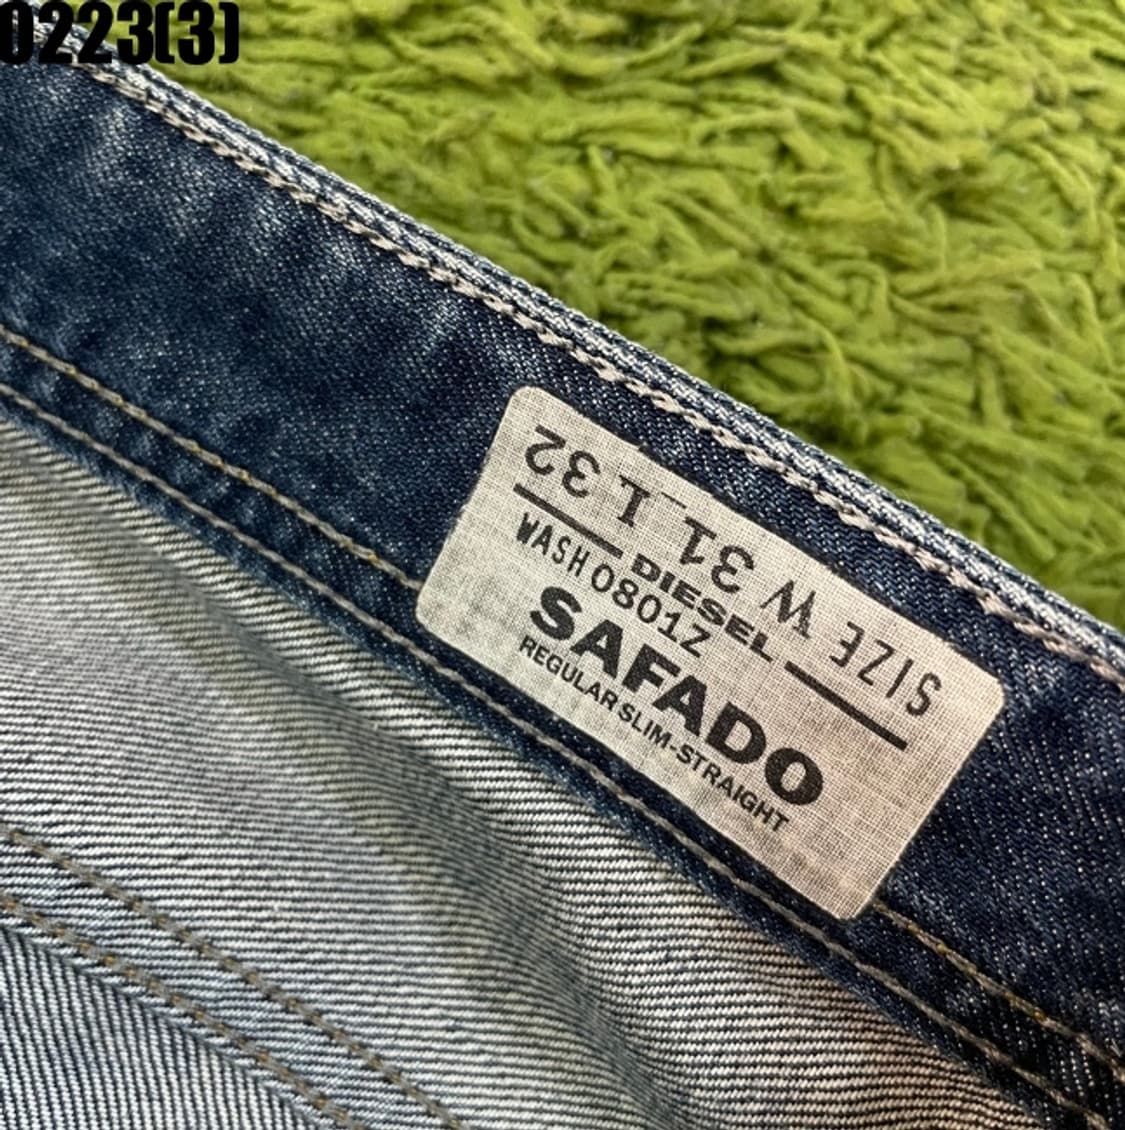 0223(3)
SIZE W 31 L 32
DIESEL
WASH 0801Z
SAFADO
REGULAR SLIM-STRAIGHT